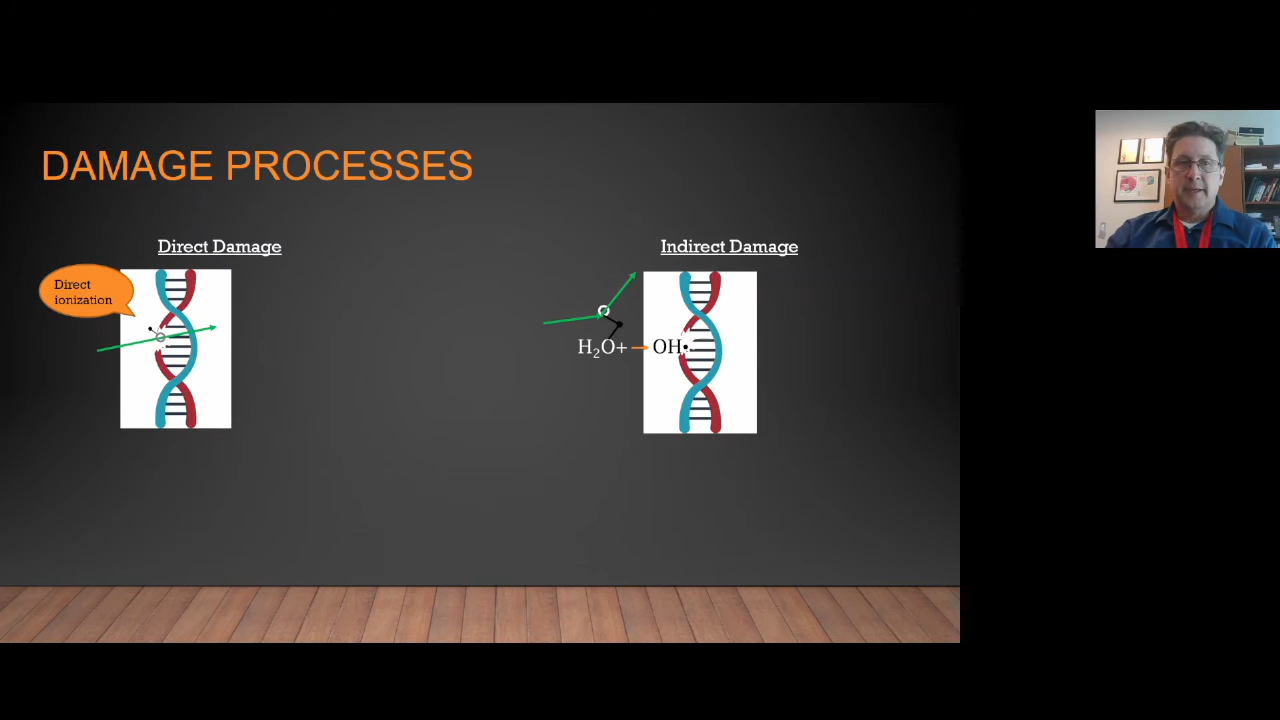 DAMAGE PROCESSES
Direct Damage
Direct
ionization
Indirect Damage
H₂O+ → OH•